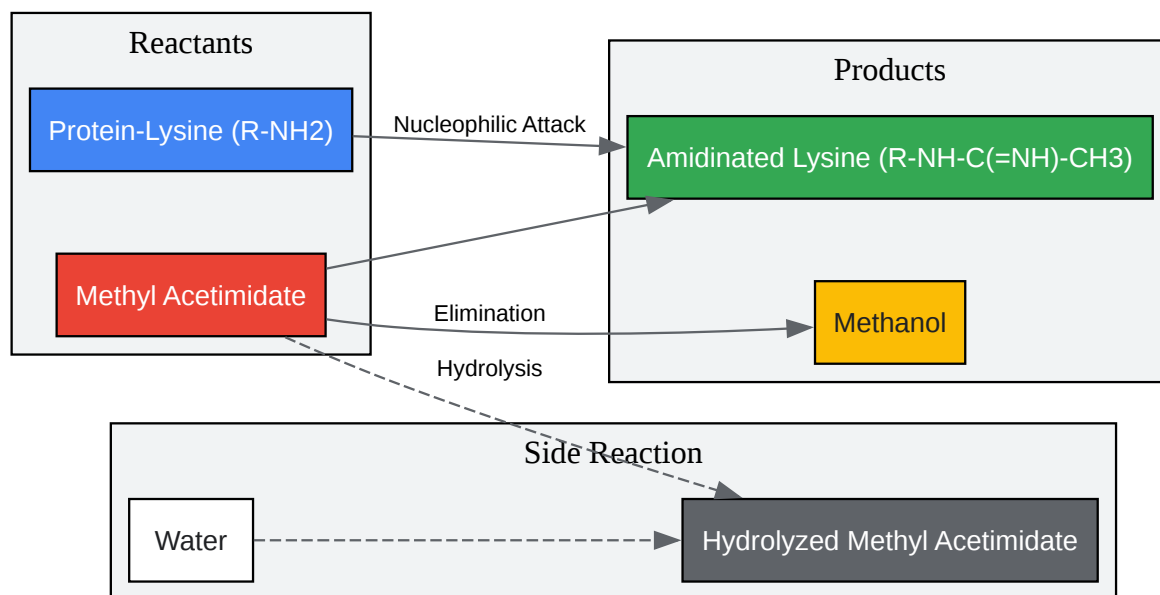 Reactants
Products
Protein-Lysine (R-NH2)
Nucleophilic Attack
Amidinated Lysine (R-NH-C(=NH)-CH3)
Methyl Acetimidate
Elimination
Methanol
Hydrolysis
Side Reaction
Water
Hydrolyzed Methyl Acetimidate